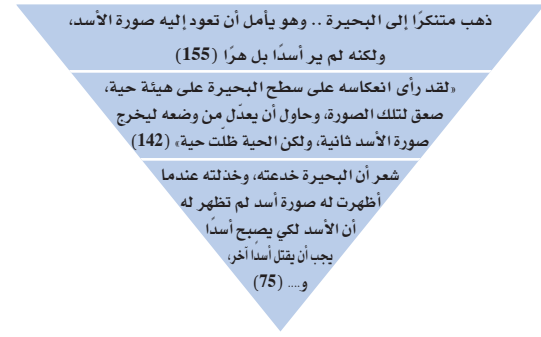 ذهب متنكرًا إلى البحيرة .. وهو يأمل أن تعود إليه صورة الأسد،
ولكنه لم ير أسدًا بل هرًا (155)
«لقد رأى انعكاسه على سطح البحيرة على هيئة حية،
صعق لتلك الصورة، وحاول أن يعدّل من وضعه ليخرج
صورة الأسد ثانية، ولكن الحية ظلّت حية» (142)
شعر أن البحيرة خدعته، وخذلته عندما
أظهرت له صورة أسد لم تظهر له
أن الأسد لكي يصبح أسدًا
يجب أن يقتل أسدًا آخر،
و.... (75)